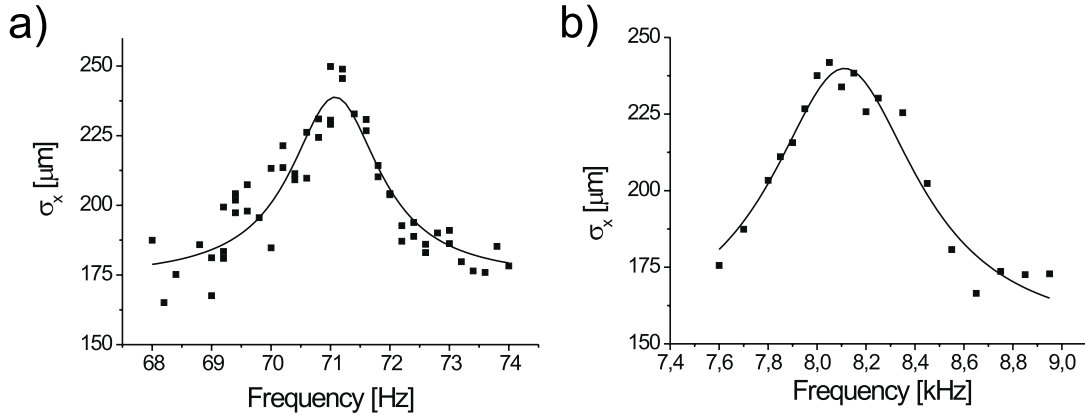 a)
250
225
200
175
150
σx [μm]
68 69 70 71 72 73 74
Frequency [Hz]
b)
250
225
200
175
150
σx [μm]
7,4 7,6 7,8 8,0 8,2 8,4 8,6 8,8 9,0
Frequency [kHz]